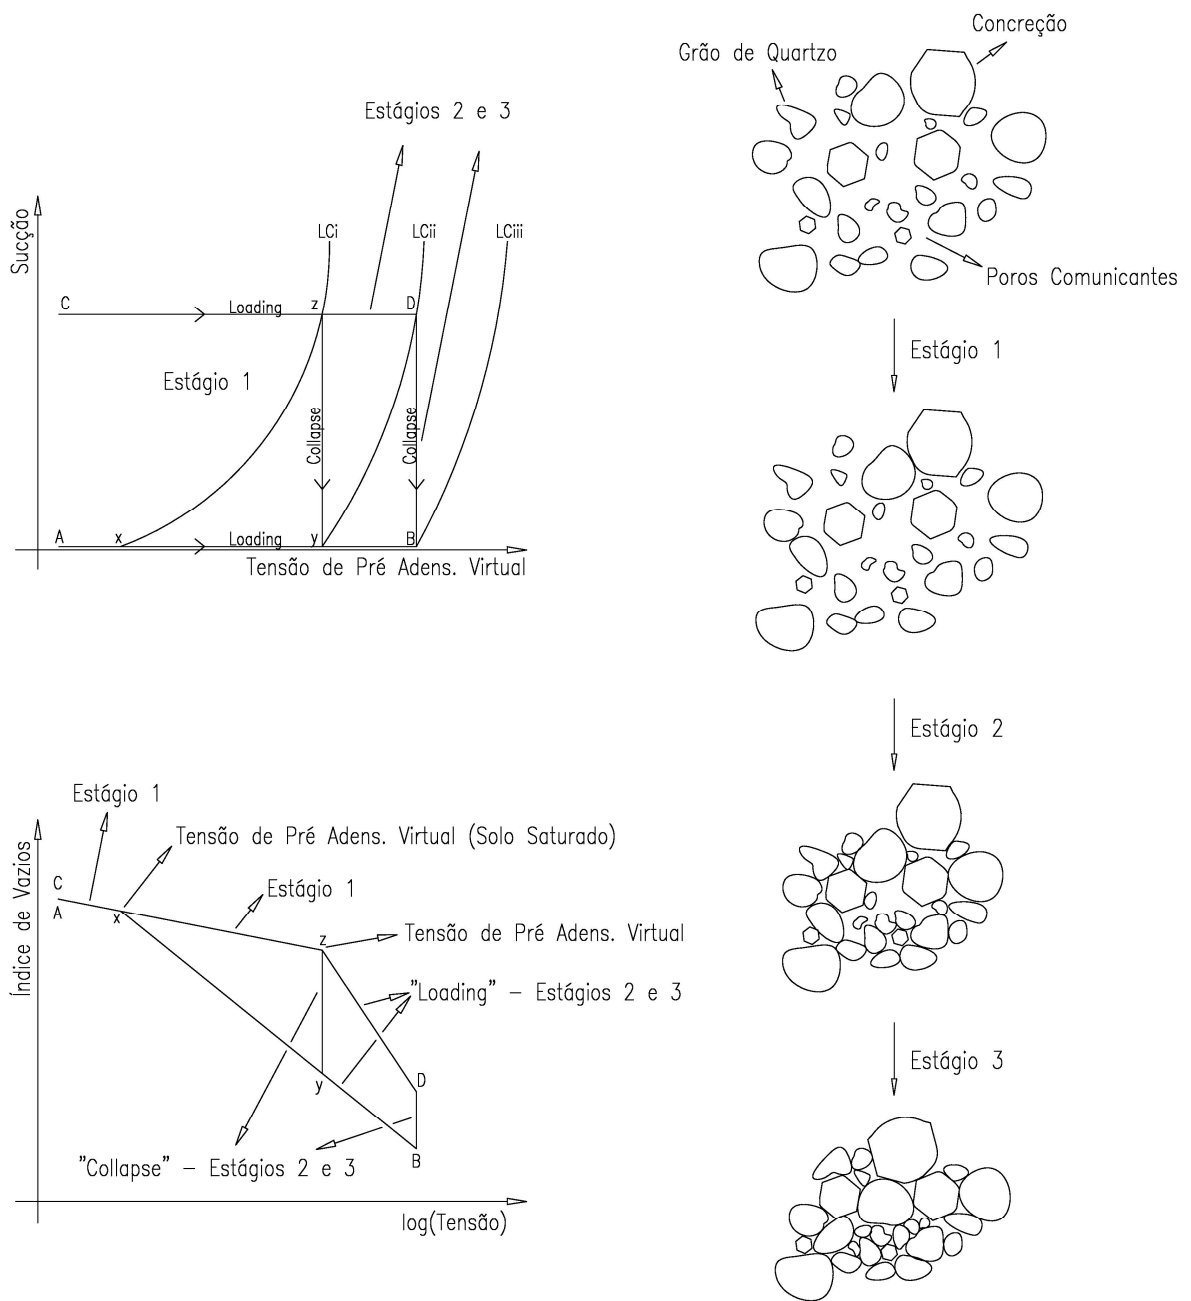 Estágios 2 e 3
Sucção
LCi
LCii
LCiii
C
Loading
z
D
Estágio 1
Collapse
Collapse
A
x
Loading
y
B
Tensão de Pré Adens. Virtual
Estágio 1
Tensão de Pré Adens. Virtual (Solo Saturado)
Índice de Vazios
C
A
x
Estágio 1
z
Tensão de Pré Adens. Virtual
"Loading" – Estágios 2 e 3
y
D
"Collapse" – Estágios 2 e 3
B
log(Tensão)
Concreção
Grão de Quartzo
Poros Comunicantes
Estágio 1
Estágio 2
Estágio 3